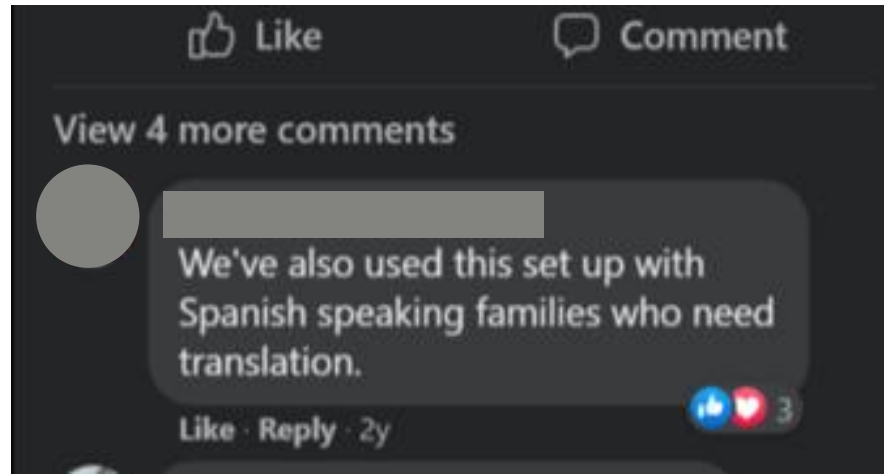 Like Comment
View 4 more comments
We've also used this set up with
Spanish speaking families who need
translation.
3
Like · Reply · 2y